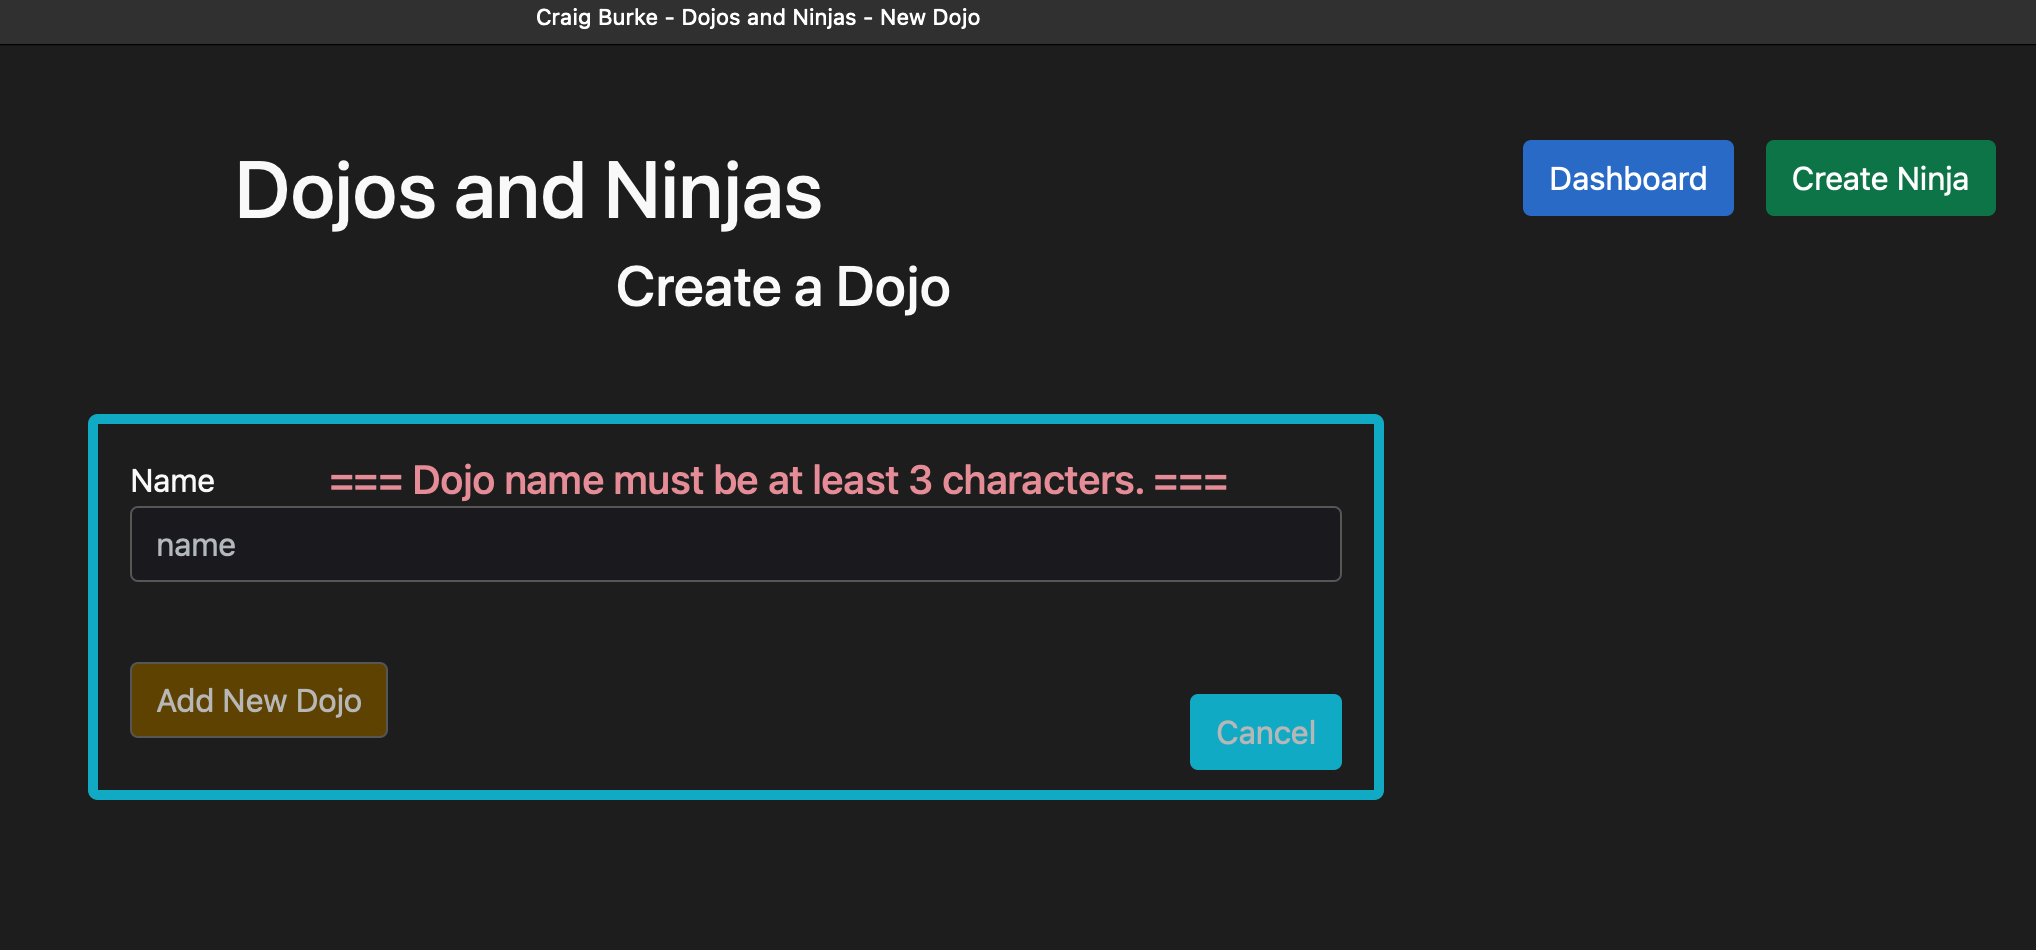 Craig Burke - Dojos and Ninjas - New Dojo
Dojos and Ninjas
Dashboard
Create Ninja
Create a Dojo
Name
=== Dojo name must be at least 3 characters. ===
name
Add New Dojo
Cancel